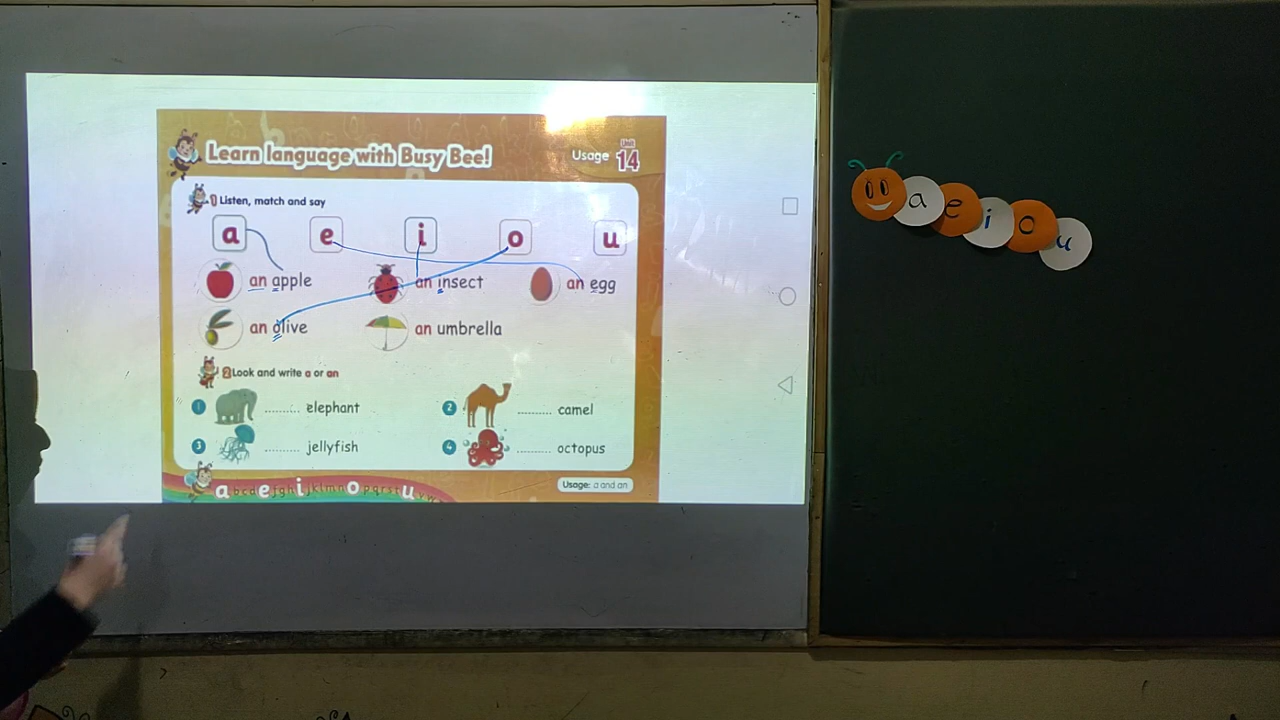 Learn language with Busy Bee!
Usage Unit 14
1 Listen, match and say
a e i o u
an apple an insect an egg
an olive an umbrella
2 Look and write a or an
1 .......... elephant 2 .......... camel
3 .......... jellyfish 4 .......... octopus
a b c d e f g h i j k l m n o p q r s t u v w
Usage: a and an
a e i o u